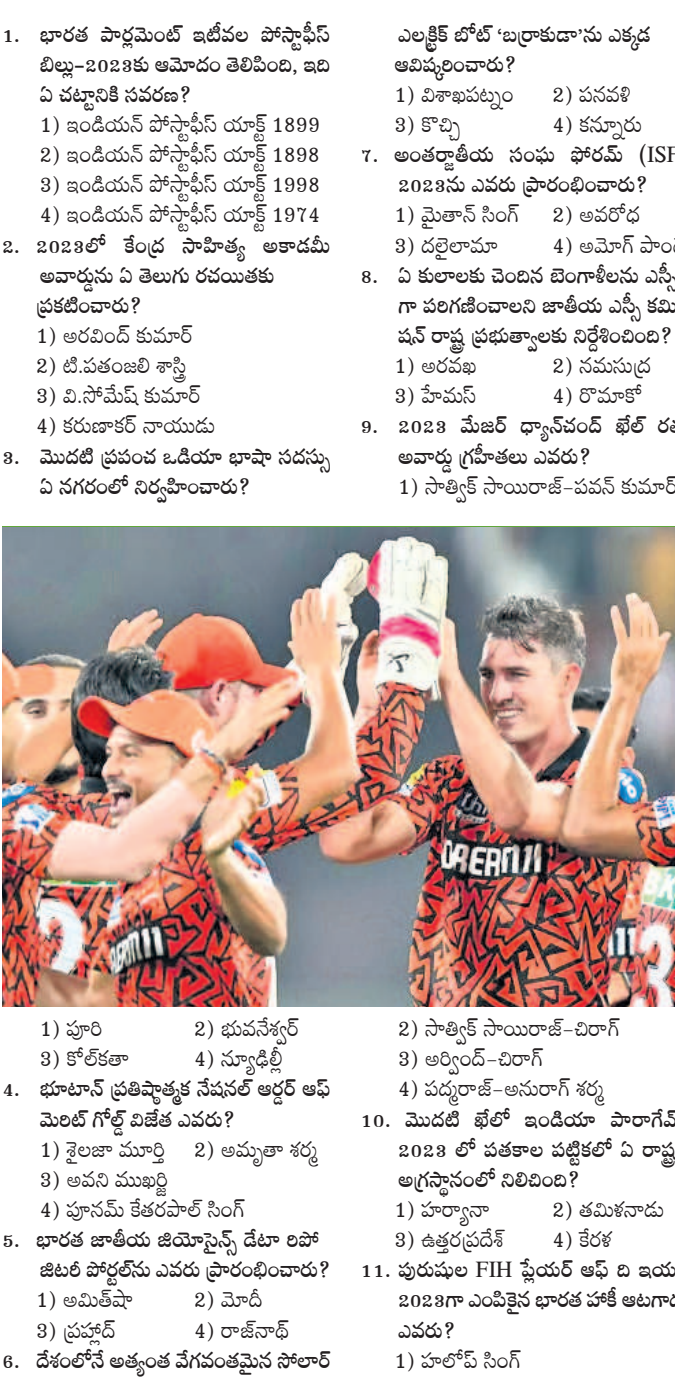 1. భారత పార్లమెంట్ ఇటీవల పోస్టాఫీస్
బిల్లు-2023కు ఆమోదం తెలిపింది, ఇది
ఏ చట్టానికి సవరణ?
1) ఇండియన్ పోస్టాఫీస్ యాక్ట్ 1899
2) ఇండియన్ పోస్టాఫీస్ యాక్ట్ 1898
3) ఇండియన్ పోస్టాఫీస్ యాక్ట్ 1998
4) ఇండియన్ పోస్టాఫీస్ యాక్ట్ 1974
2. 2023లో కేంద్ర సాహిత్య అకాడమీ
అవార్డును ఏ తెలుగు రచయితకు
ప్రకటించారు?
1) అరవింద్ కుమార్
2) టి.పతంజలి శాస్త్రి
3) వి.సోమేష్ కుమార్
4) కరుణాకర్ నాయుడు
3. మొదటి ప్రపంచ ఒడియా భాషా సదస్సు
ఏ నగరంలో నిర్వహించారు?
1) పూరి 2) భువనేశ్వర్
3) కోల్‌కతా 4) న్యూఢిల్లీ
4. భూటాన్ ప్రతిష్ఠాత్మక నేషనల్ ఆర్డర్ ఆఫ్
మెరిట్ గోల్డ్ విజేత ఎవరు?
1) శైలజా మూర్తి 2) అమృతా శర్మ
3) అవని ముఖర్జి
4) పూనమ్ కేతరపాల్ సింగ్
5. భారత జాతీయ జియోసైన్స్ డేటా రిపో
జిటరీ పోర్టల్‌ను ఎవరు ప్రారంభించారు?
1) అమిత్‌షా 2) మోదీ
3) ప్రహ్లాద్ 4) రాజ్‌నాథ్
6. దేశంలోనే అత్యంత వేగవంతమైన సోలార్
ఎలక్ట్రిక్ బోట్ ‘బర్రాకుడా’ను ఎక్కడ
ఆవిష్కరించారు?
1) విశాఖపట్నం 2) పనవళి
3) కొచ్చి 4) కన్నూరు
7. అంతర్జాతీయ సంఘ ఫోరమ్ (ISF
2023ను ఎవరు ప్రారంభించారు?
1) మైతాన్ సింగ్ 2) అవరోధ
3) దలైలామా 4) అమోగ్
8. ఏ కులాలకు చెందిన బెంగాళీలను ఎస్సీ
గా పరిగణించాలని జాతీయ ఎస్సీ కమి
షన్ రాష్ట్ర ప్రభుత్వాలకు నిర్దేశించింది?
1) అరవఖ 2) నమసుద్ర
3) హేమస్ 4) రొమాకో
9. 2023 మేజర్ ధ్యాన్‌చంద్ ఖేల్
అవార్డు గ్రహీతలు ఎవరు?
1) సాత్విక్ సాయిరాజ్-పవన్ కుమార్
DREAM11
DREAM11
2) సాత్విక్ సాయిరాజ్-చిరాగ్
3) అర్వింద్-చిరాగ్
4) పద్మరాజ్-అనురాగ్ శర్మ
10. మొదటి ఖేలో ఇండియా పారాగేమ్
2023 లో పతకాల పట్టికలో ఏ రాష్ట్ర
అగ్రస్థానంలో నిలిచింది?
1) హర్యానా 2) తమిళనాడు
3) ఉత్తరప్రదేశ్ 4) కేరళ
11. పురుషుల FIH ప్లేయర్ ఆఫ్ ది ఇయ
2023గా ఎంపికైన భారత హాకీ
ఎవరు?
1) హలోప్ సింగ్